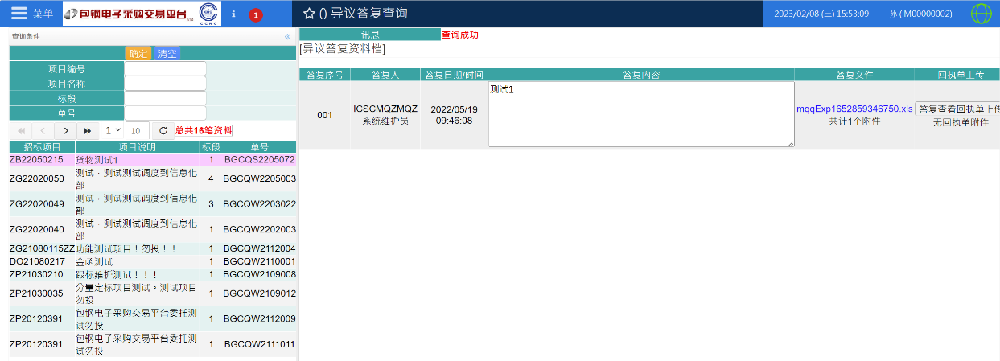 菜单 包钢电子采购交易平台 1 () 异议答复查询 2023/02/08 (三) 15:53:09 孙 ( M00000002)
查询条件
确定 清空
项目编号
项目名称
标段
单号
1 10 总共16笔资料
招标项目 项目说明 标段 单号
ZB22050215 货物测试1 1 BGCQS2205072
ZG22020050 测试，测试测试调度到信息化部 4 BGCQW2205003
ZG22020049 测试，测试测试调度到信息化部 3 BGCQW2203022
ZG22020040 测试，测试测试调度到信息化部 1 BGCQW2202003
ZG21080115ZZ 功能测试项目！勿投！！ 1 BGCQW2112004
DO21080217 金函测试 1 BGCQW2110001
ZP21030210 跟标维护测试！！！ 1 BGCQW2109008
ZP21030035 分量定标项目测试，测试项目勿投 1 BGCQW2109012
ZP20120391 包钢电子采购交易平台委托测试勿投 1 BGCQW2112009
ZP20120391 包钢电子采购交易平台委托测试勿投 1 BGCQW2111011
讯息 查询成功
[异议答复资料档]
答复序号 答复人 答复日期/时间 答复内容 答复文件 回执单上传
001 ICSCMQZMQZ 系统维护员 2022/05/19 09:46:08 测试1 mqqExp1652859346750.xls 共计1个附件 答复查看回执单上传 无回执单附件